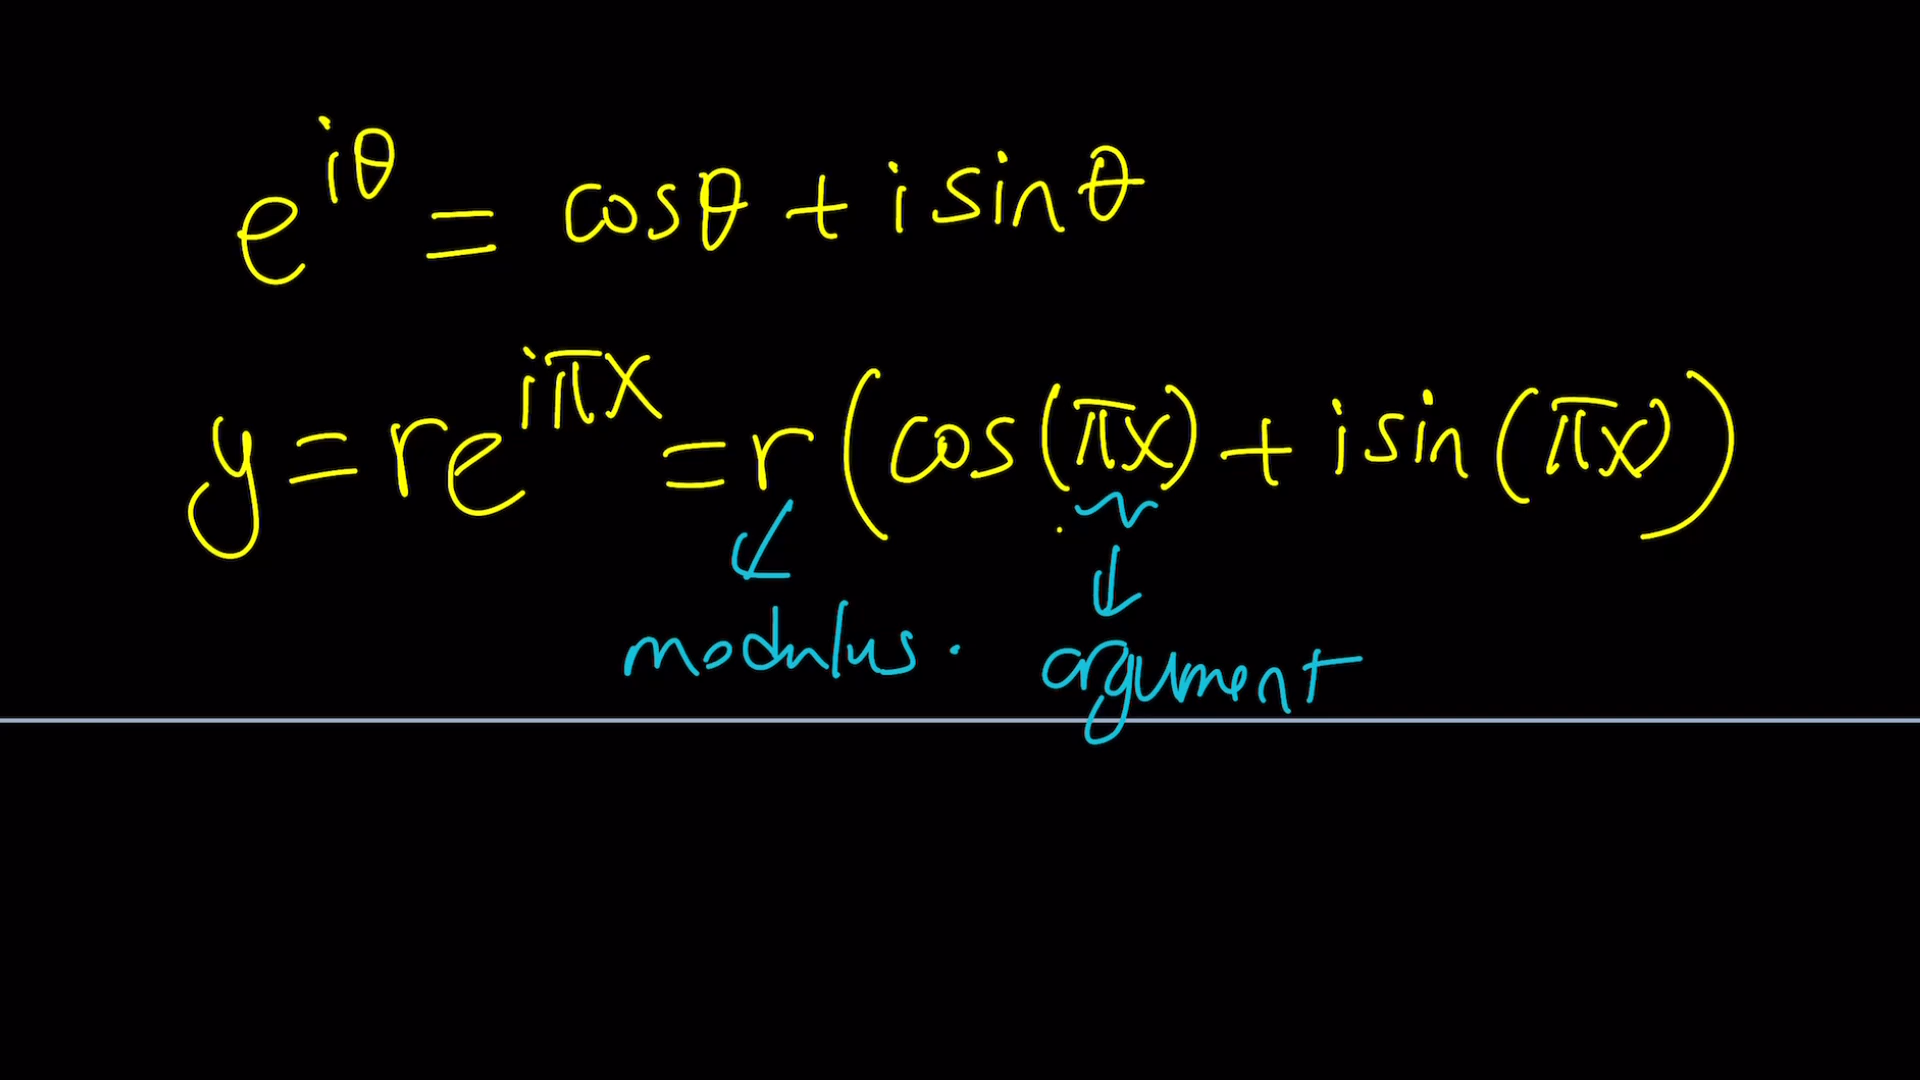 e^{iθ} = cosθ + i sinθ
y = re^{iπx} = r(cos(πx) + i sin(πx))
modulus. argument